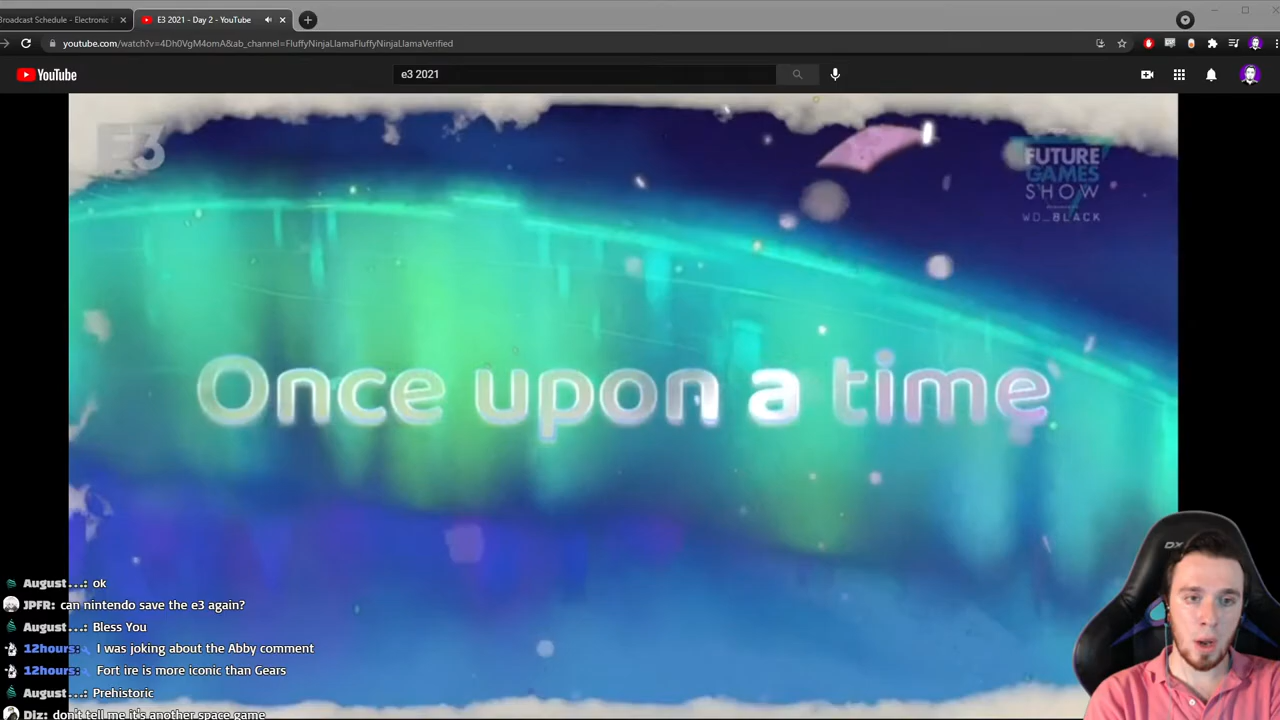 Broadcast Schedule - Electronic
E3 2021 - Day 2 - YouTube
youtube.com/watch?v=4Dh0VgM4omA&ab_channel=FluffyNinjaLlamaFluffyNinjaLlamaVerified
YouTube
e3 2021
E3
FUTURE
GAMES
SHOW
WD_BLACK
Once upon a time
August...: ok
JPFR: can nintendo save the e3 again?
August...: Bless You
12hours: I was joking about the Abby comment
12hours: Fort ire is more iconic than Gears
August...: Prehistoric
Diz: don't tell me it's another space game
DX